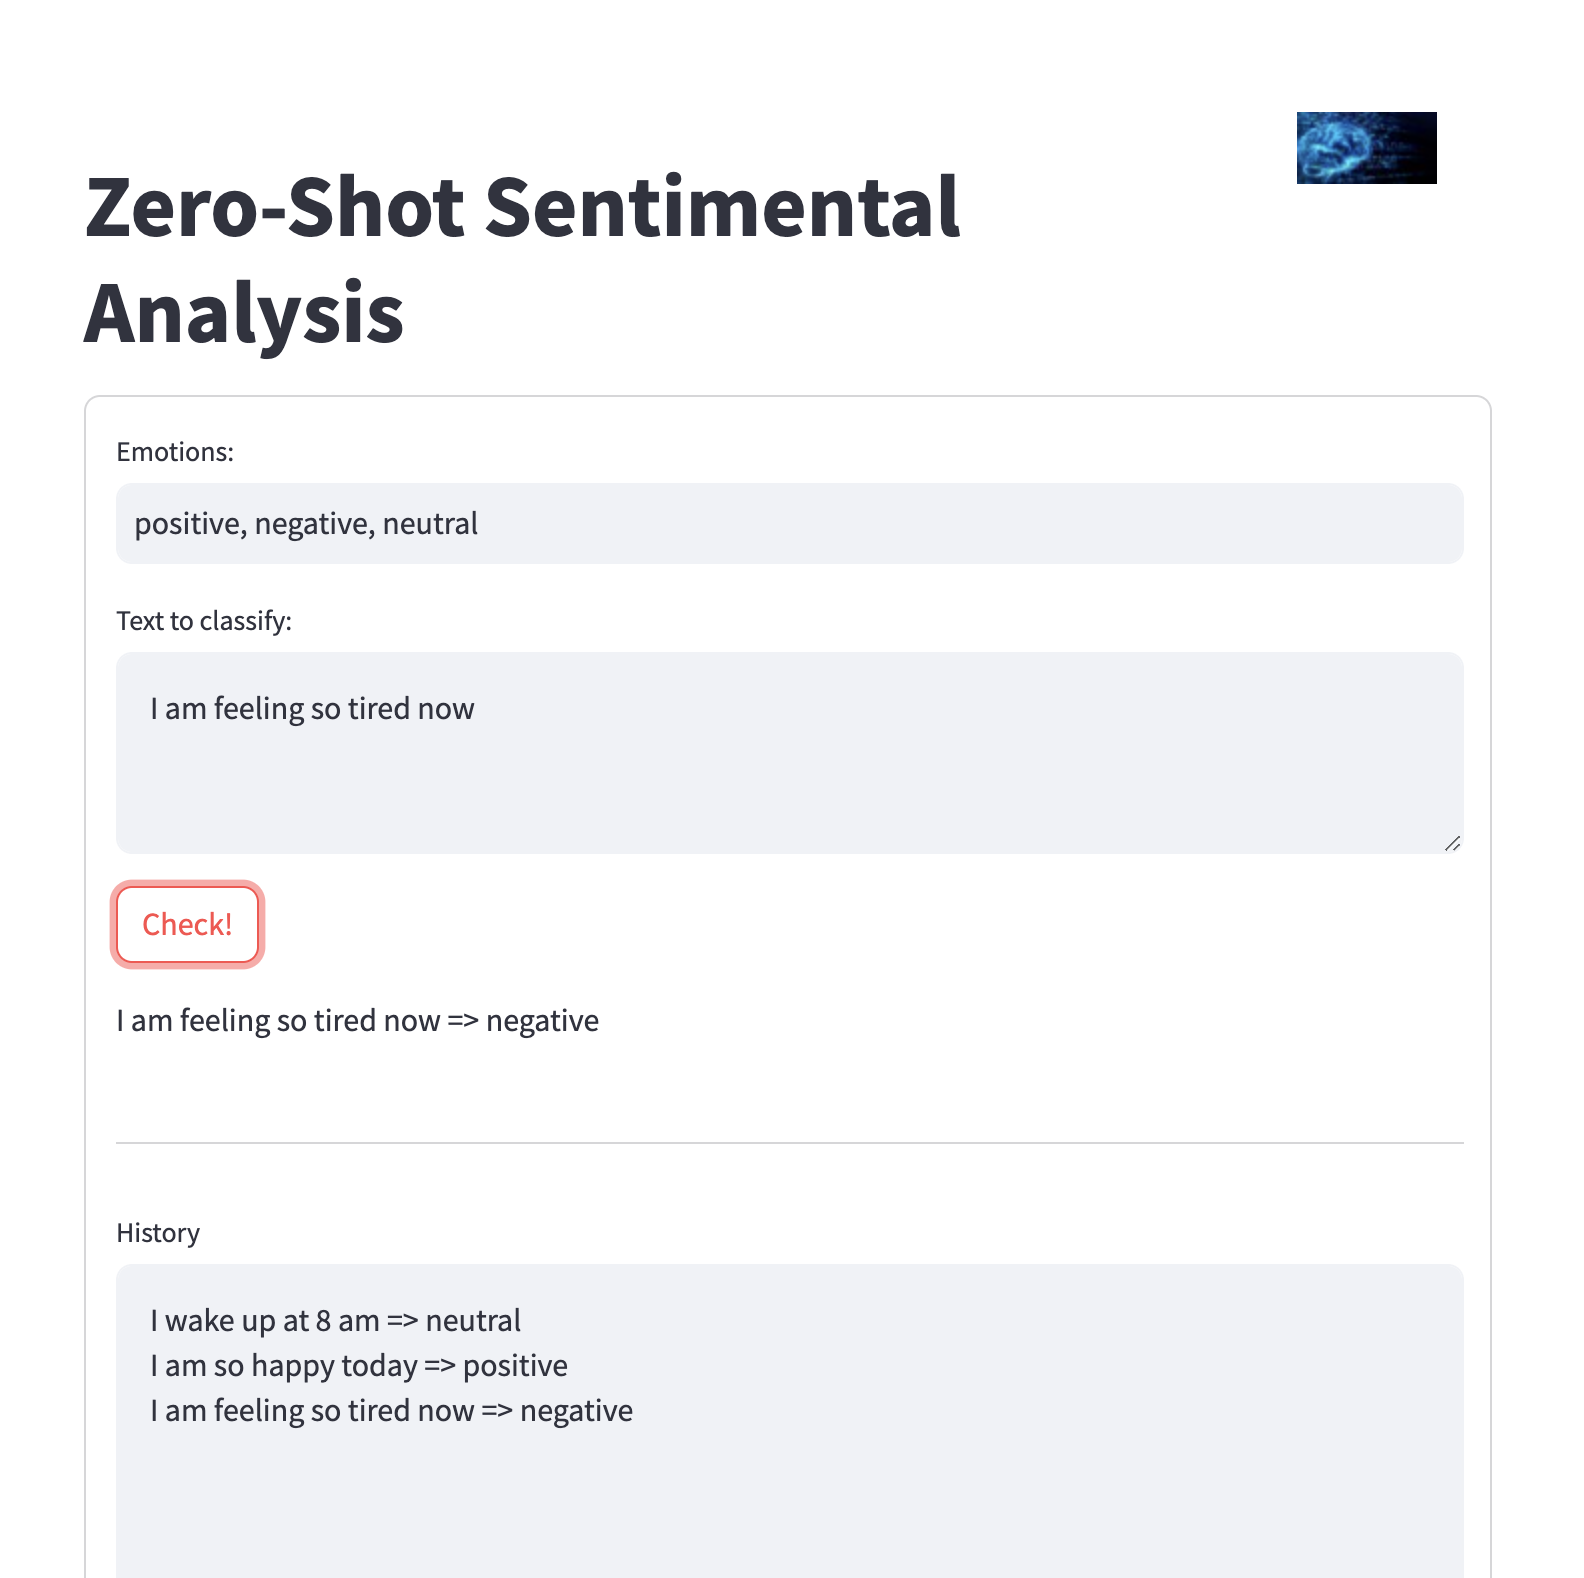 Zero-Shot Sentimental
Analysis
Emotions:
positive, negative, neutral
Text to classify:
I am feeling so tired now
Check!
I am feeling so tired now => negative
History
I wake up at 8 am => neutral
I am so happy today => positive
I am feeling so tired now => negative